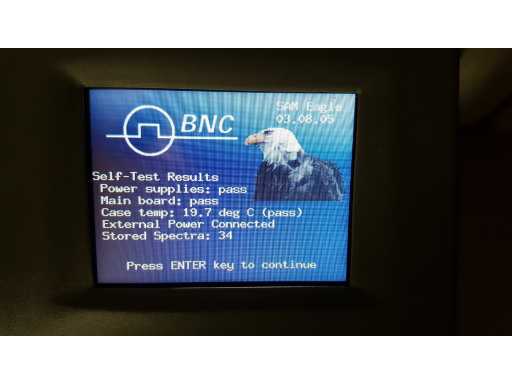 SAM Eagle
03.08.05
BNC
Self-Test Results
Power supplies: pass
Main board: pass
Case temp: 19.7 deg C (pass)
External Power Connected
Stored Spectra: 34
Press ENTER key to continue